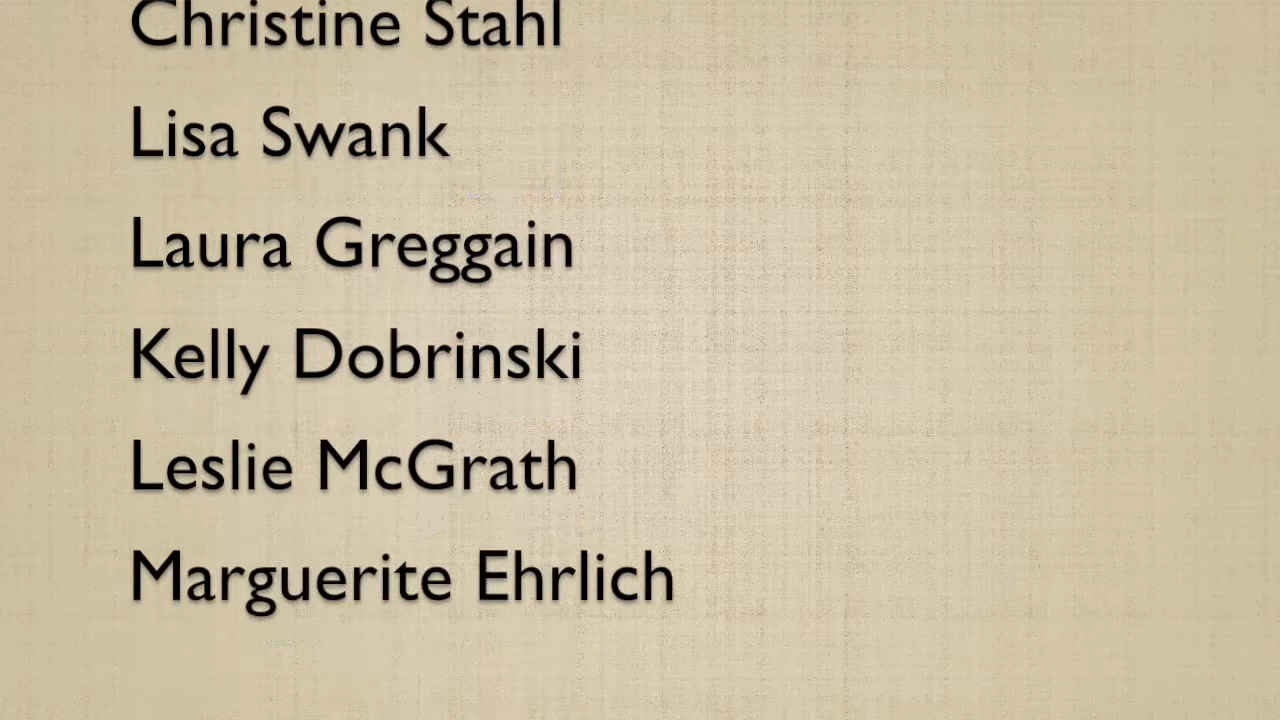 Christine Stahl
Lisa Swank
Laura Greggain
Kelly Dobrinski
Leslie McGrath
Marguerite Ehrlich